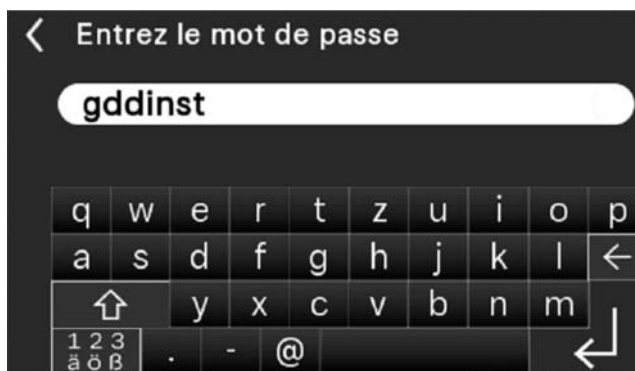 Entrez le mot de passe
gddinst
q w e r t z u i o p
a s d f g h j k l ←
⇧ y x c v b n m
1 2 3
ä ö ß . - @ ↵